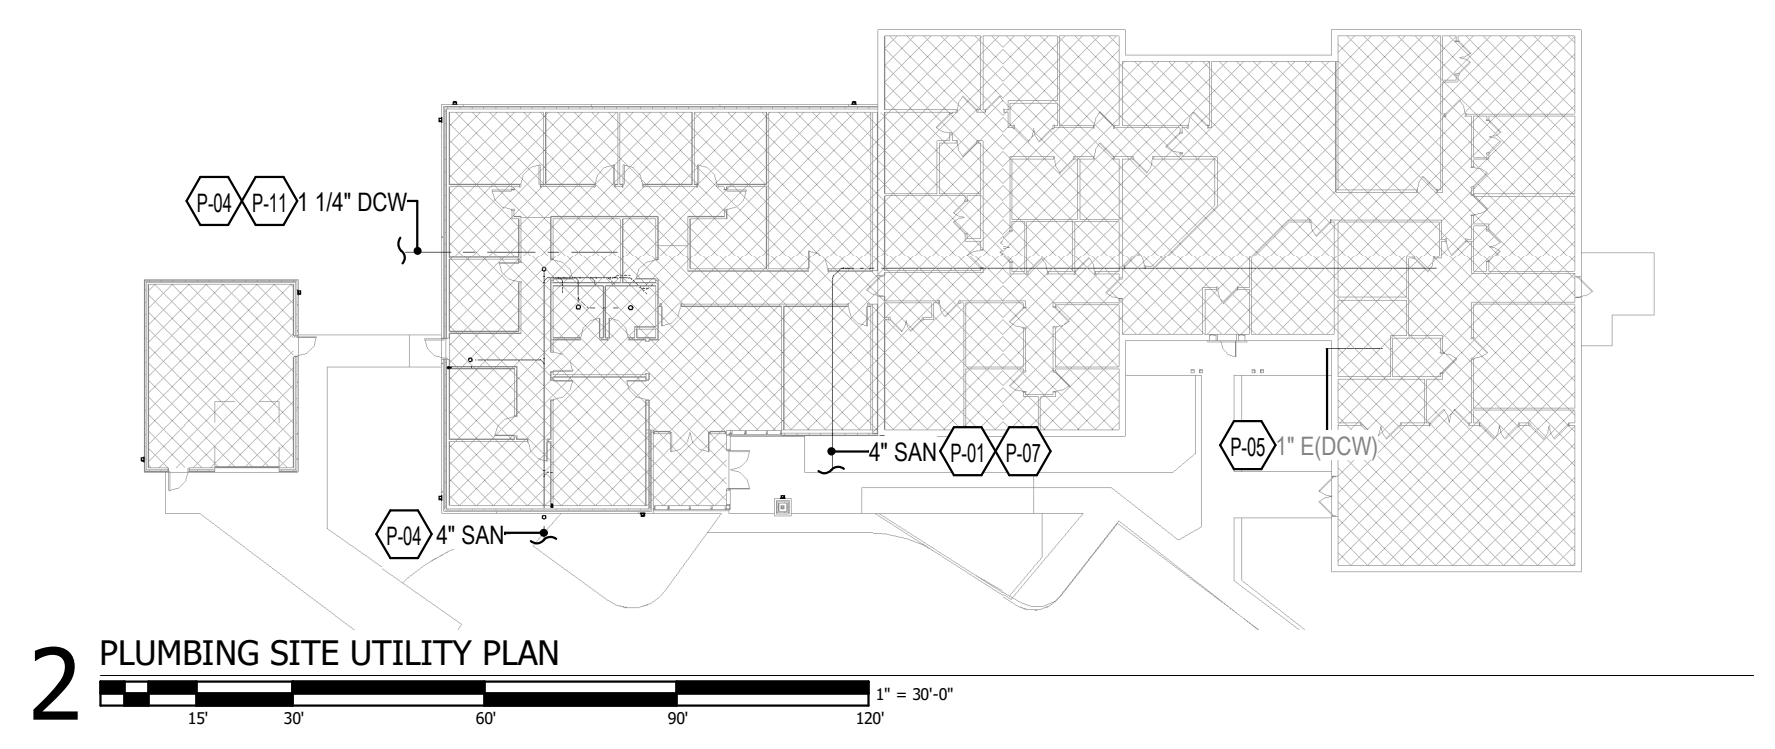 P-04 P-11 1 1/4" DCW
4" SAN P-01 P-07
P-05 1" E(DCW)
P-04 4" SAN
2 PLUMBING SITE UTILITY PLAN
1" = 30'-0"
15' 30' 60' 90' 120'